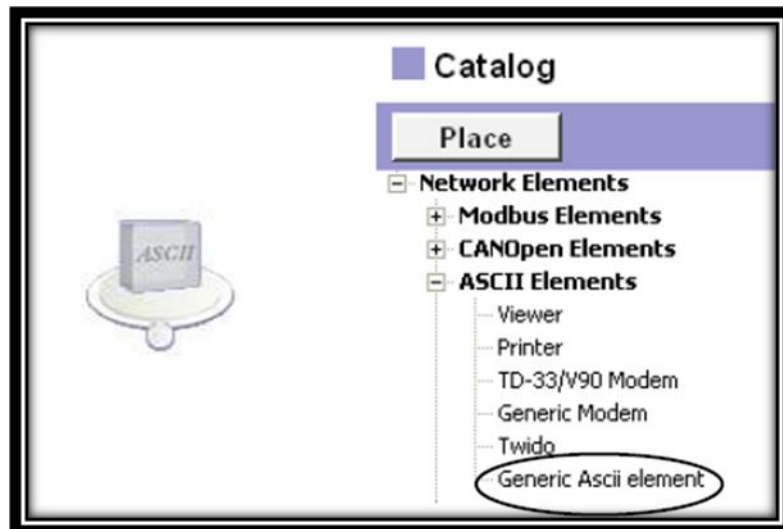 Catalog
Place
Network Elements
Modbus Elements
CANOpen Elements
ASCII Elements
ASCII
Viewer
Printer
TD-33/V90 Modem
Generic Modem
Twido
Generic Ascii element